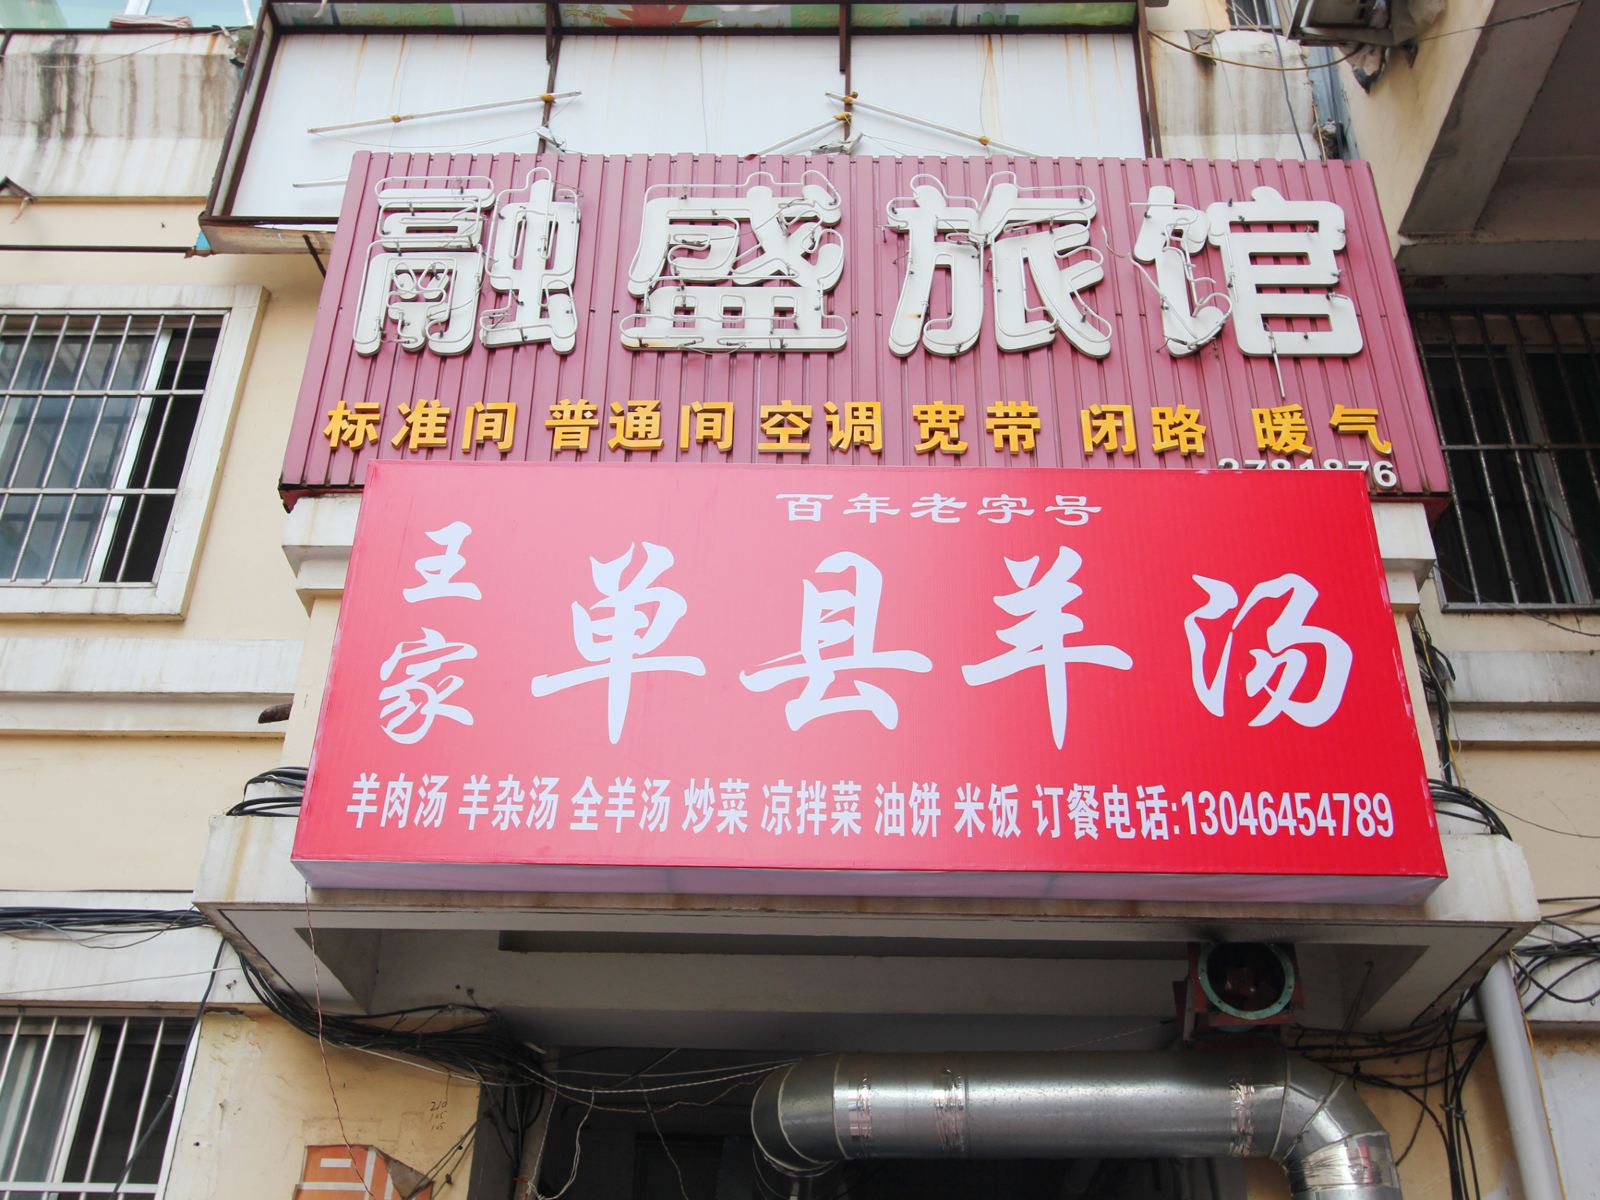 融盛旅馆
标准间 普通间 空调 宽带 闭路 暖气
3781876
百年老字号
王家
单县羊汤
羊肉汤 羊杂汤 全羊汤 炒菜 凉拌菜 油饼 米饭 订餐电话:13046454789